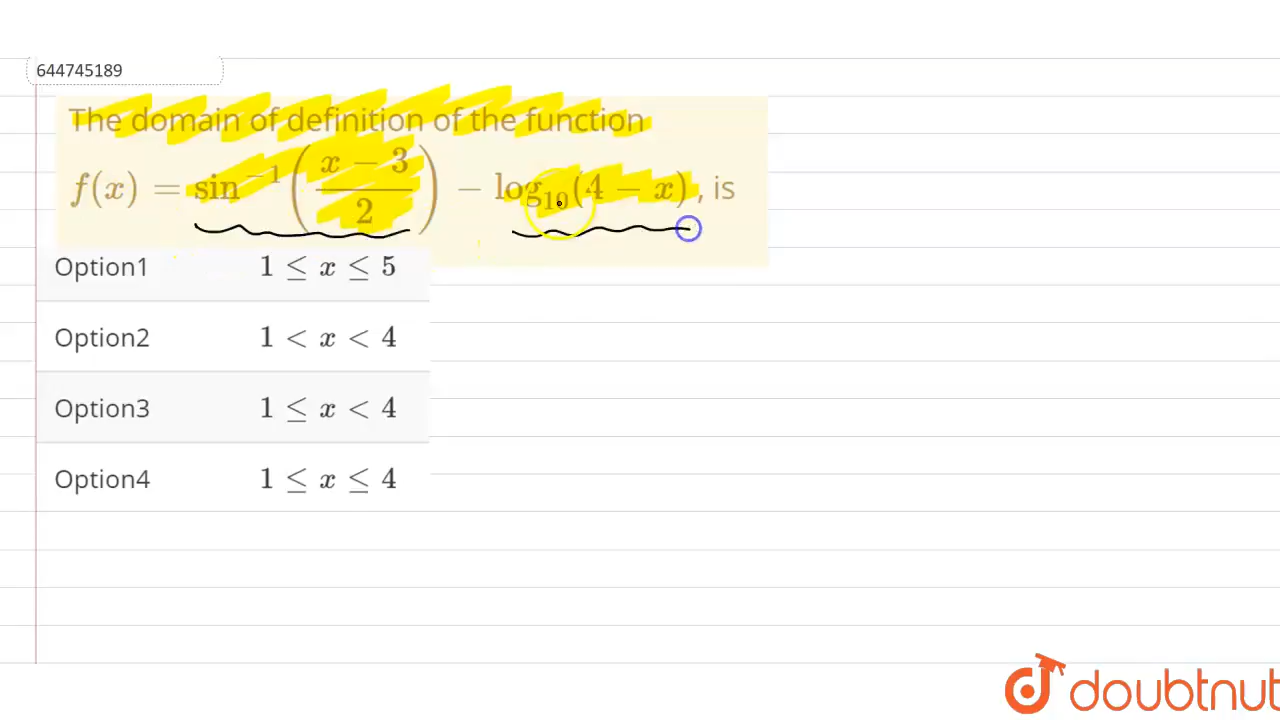 644745189
The domain of definition of the function
f(x) = sin⁻¹((x − 3)/2) − log₁₀(4 − x) , is
Option1 1 ≤ x ≤ 5
Option2 1 < x < 4
Option3 1 ≤ x < 4
Option4 1 ≤ x ≤ 4
doubtnut